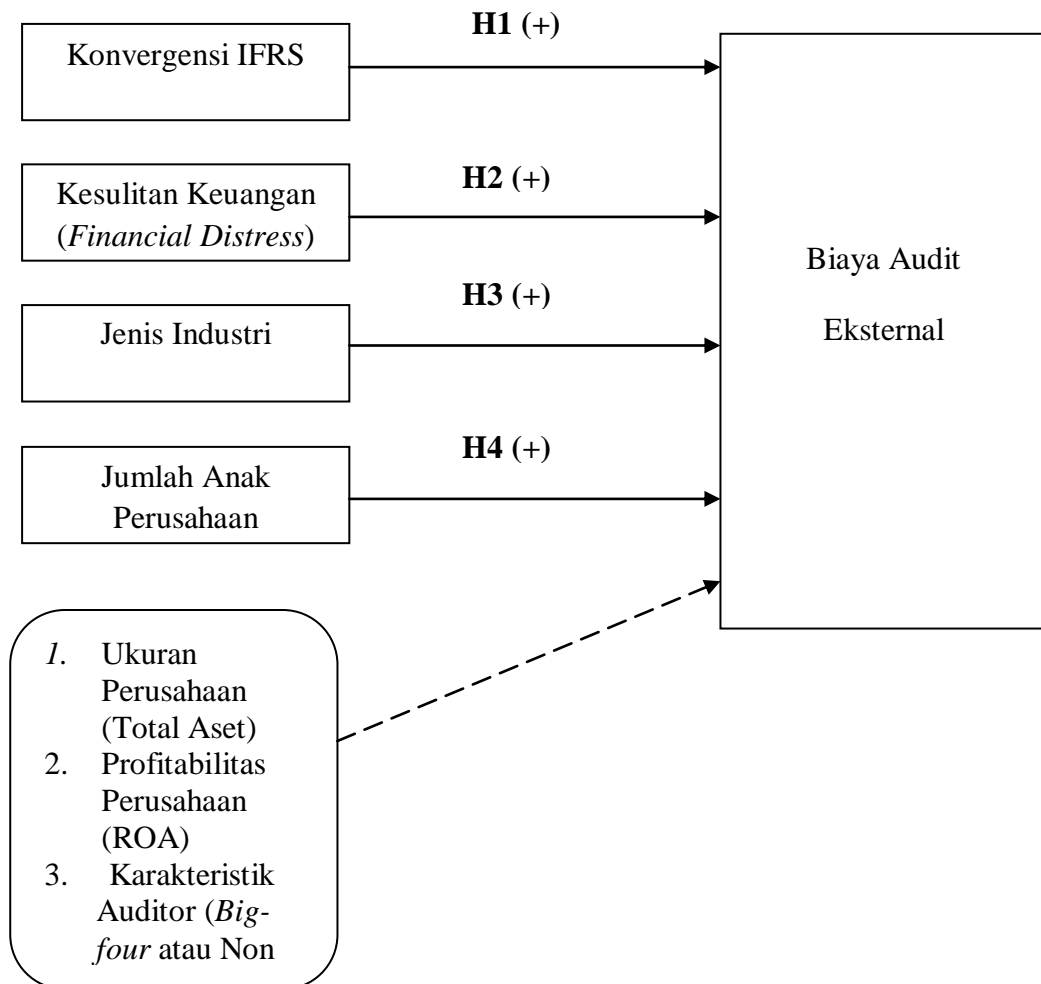 H1 (+)
Konvergensi IFRS
H2 (+)
Kesulitan Keuangan
(Financial Distress)
H3 (+)
Jenis Industri
H4 (+)
Jumlah Anak
Perusahaan
Biaya Audit
Eksternal
1. Ukuran
Perusahaan
(Total Aset)
2. Profitabilitas
Perusahaan
(ROA)
3. Karakteristik
Auditor (Big-
four atau Non